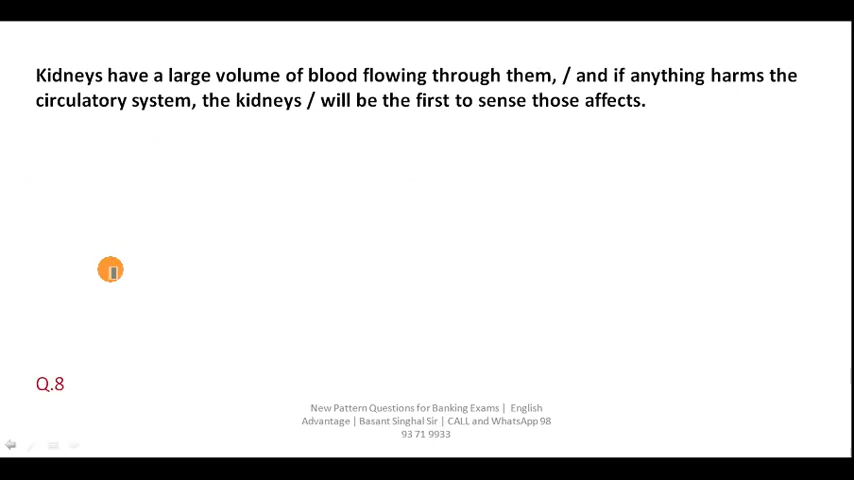 Kidneys have a large volume of blood flowing through them, / and if anything harms the
circulatory system, the kidneys / will be the first to sense those affects.
Q.8
New Pattern Questions for Banking Exams | English
Advantage | Basant Singhal Sir | CALL and WhatsApp 98
93 71 9933